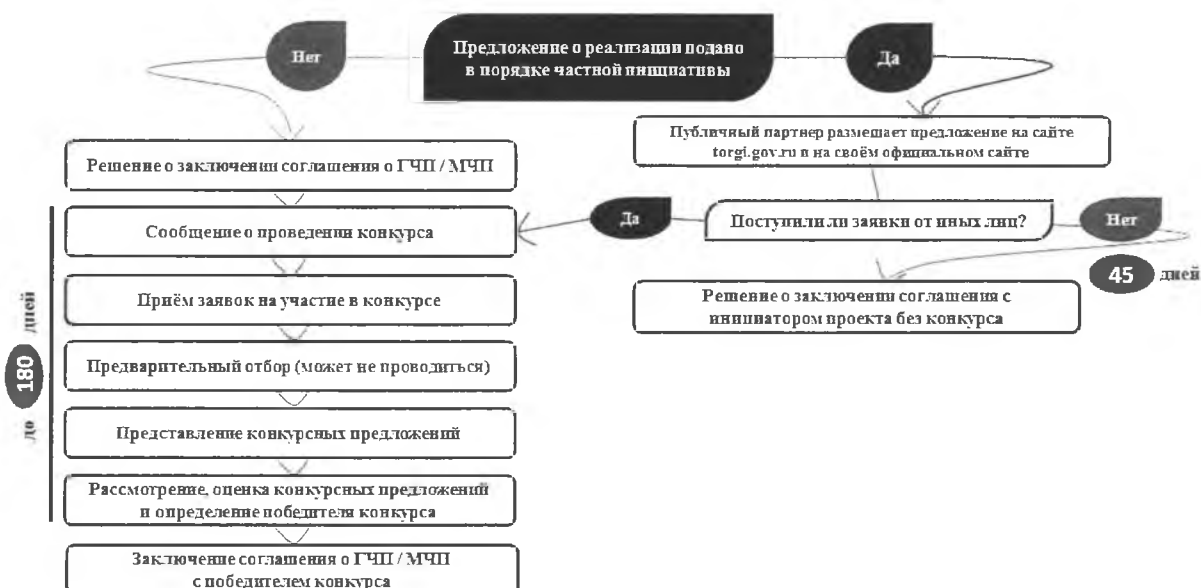 Нет
Предложение о реализации подано
в порядке частной инициативы
Да
Решение о заключении соглашения о ГЧП / МЧП
Сообщение о проведении конкурса
Приём заявок на участие в конкурсе
Предварительный отбор (может не проводиться)
Представление конкурсных предложений
Рассмотрение, оценка конкурсных предложений
и определение победителя конкурса
Заключение соглашения о ГЧП / МЧП
с победителем конкурса
до 180 дней
Публичный партнер размещает предложение на сайте
torgi.gov.ru и на своём официальном сайте
Да
Поступили ли заявки от иных лиц?
Нет
45 дней
Решение о заключении соглашения с
инициатором проекта без конкурса